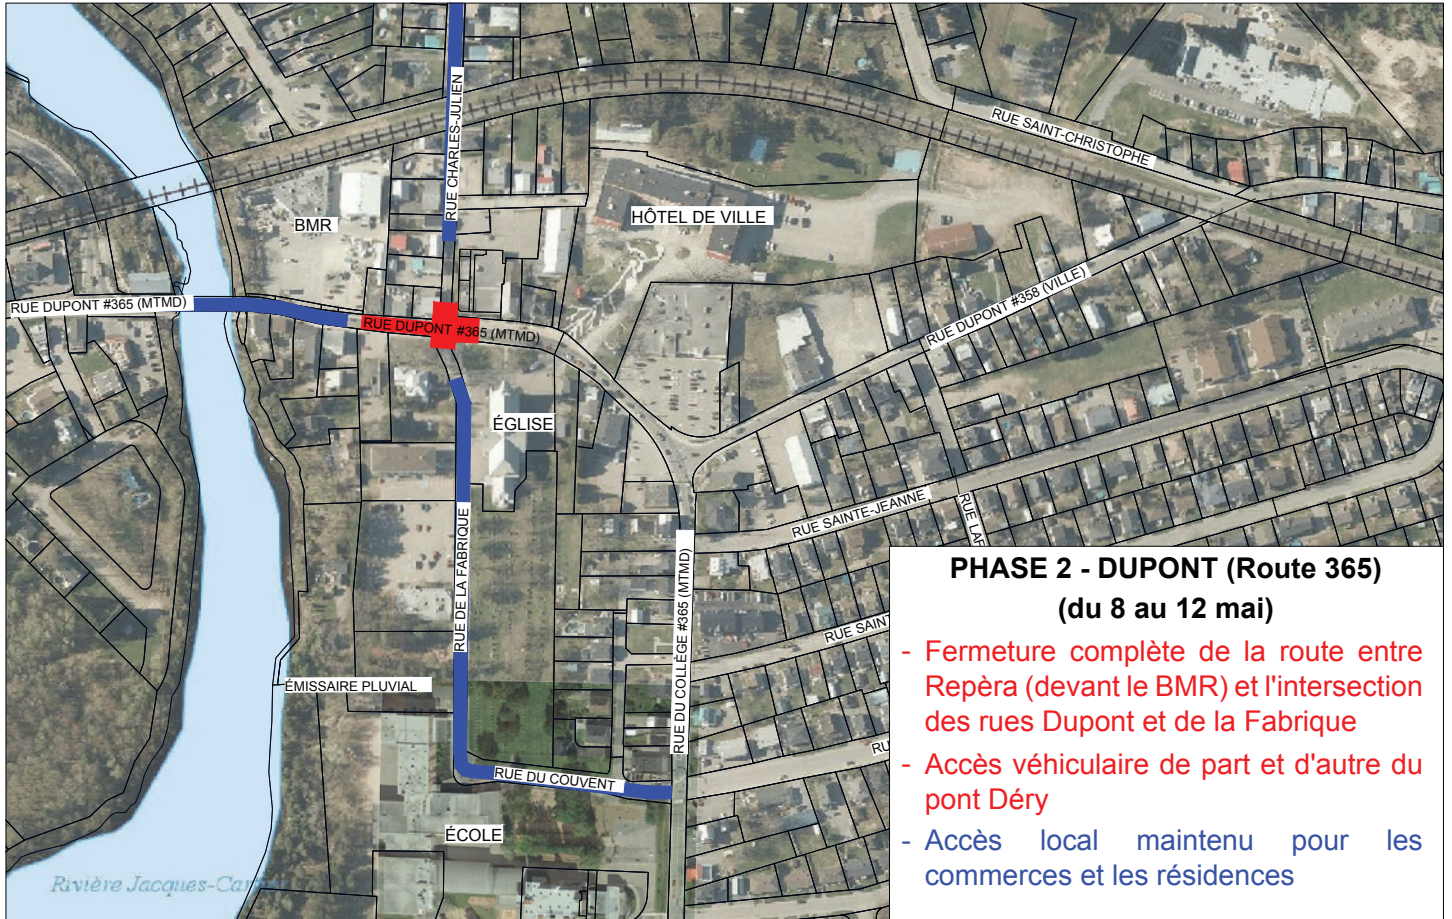 RUE CHARLES-JULIEN
RUE SAINT-CHRISTOPHE
BMR
HÔTEL DE VILLE
RUE DUPONT #365 (MTMD)
RUE DUPONT #365 (MTMD)
RUE DUPONT #358 (VILLE)
ÉGLISE
RUE DE LA FABRIQUE
RUE SAINTE-JEANNE
RUE DU COLLÈGE #365 (MTMD)
RUE SAINT
ÉMISSAIRE PLUVIAL
RU
RUE DU COUVENT
ÉCOLE
Rivière Jacques-Car
PHASE 2 - DUPONT (Route 365)
(du 8 au 12 mai)
- Fermeture complète de la route entre
Repèra (devant le BMR) et l'intersection
des rues Dupont et de la Fabrique
- Accès véhiculaire de part et d'autre du
pont Déry
- Accès local maintenu pour les
commerces et les résidences